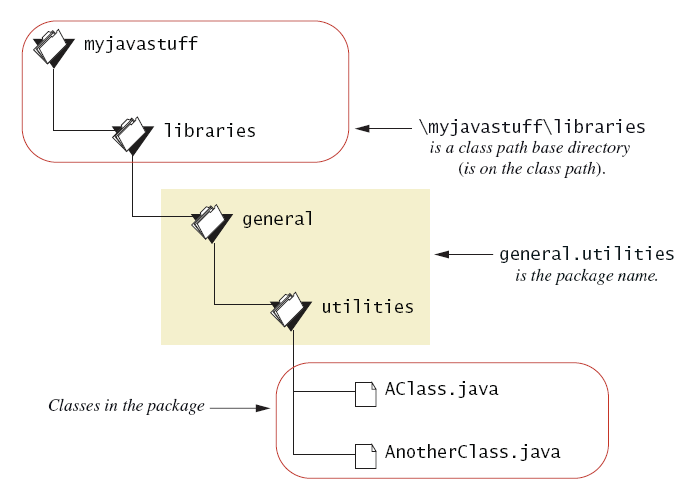 myjavastuff
libraries
\myjavastuff\libraries
is a class path base directory
(is on the class path).
general
general.utilities
is the package name.
utilities
AClass.java
Classes in the package
AnotherClass.java